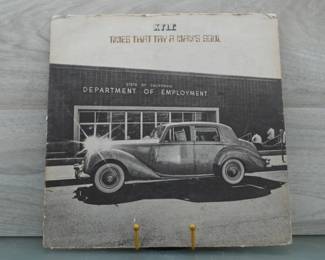 KYLE
TIMES THAT TRY A MAN'S SOUL
STATE OF CALIFORNIA
DEPARTMENT OF EMPLOYMENT